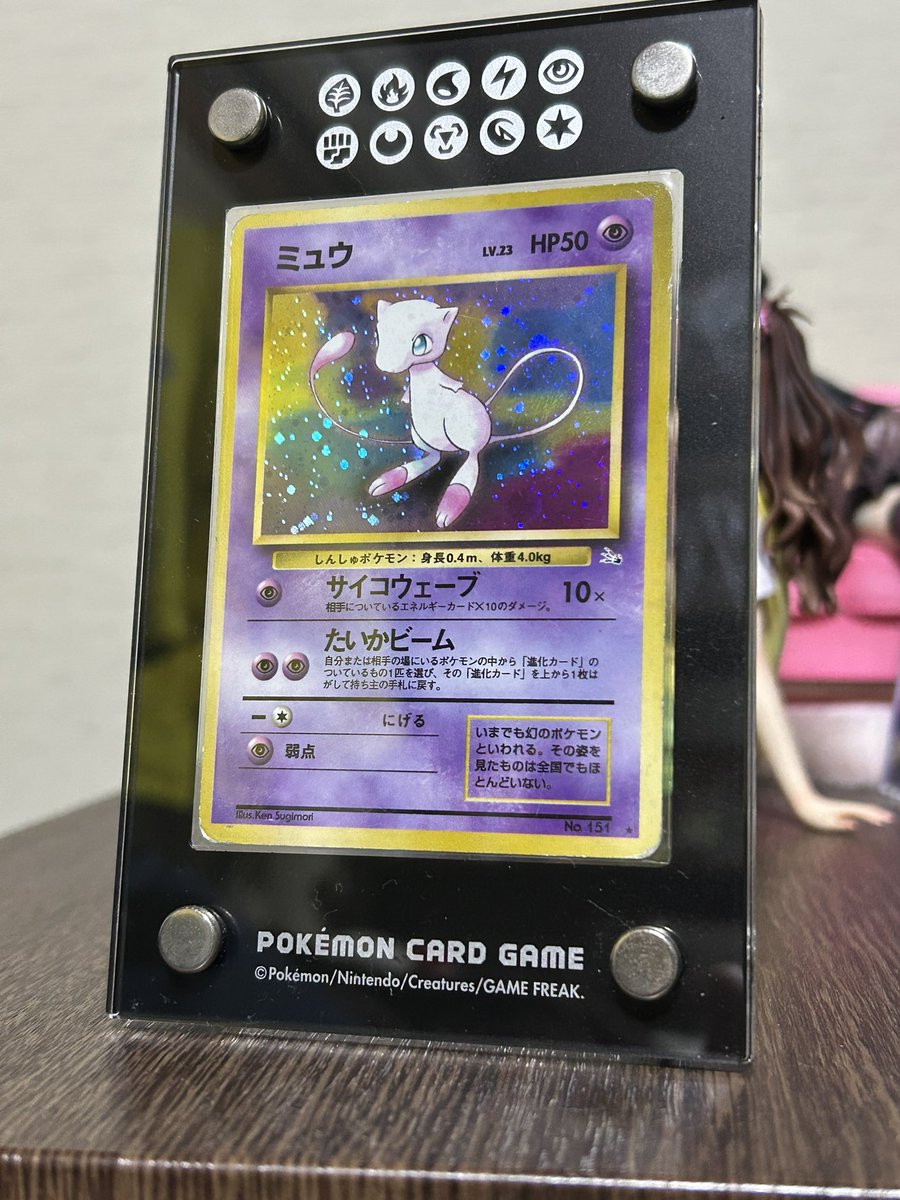 ミュウ LV.23 HP50
しんしゅポケモン：身長0.4m、体重4.0kg
サイコウェーブ 10×
相手についているエネルギーカード×10のダメージ。
たいかビーム
自分または相手の場にいるポケモンの中から「進化カード」の
ついているもの1匹を選び、その「進化カード」を上から1枚は
がして持ち主の手札に戻す。
ー にげる
弱点
いまでも幻のポケモン
といわれる。その姿を
見たものは全国でもほ
とんどいない。
Illus.Ken Sugimori
No.151 ★
POKÉMON CARD GAME
©Pokémon/Nintendo/Creatures/GAME FREAK.